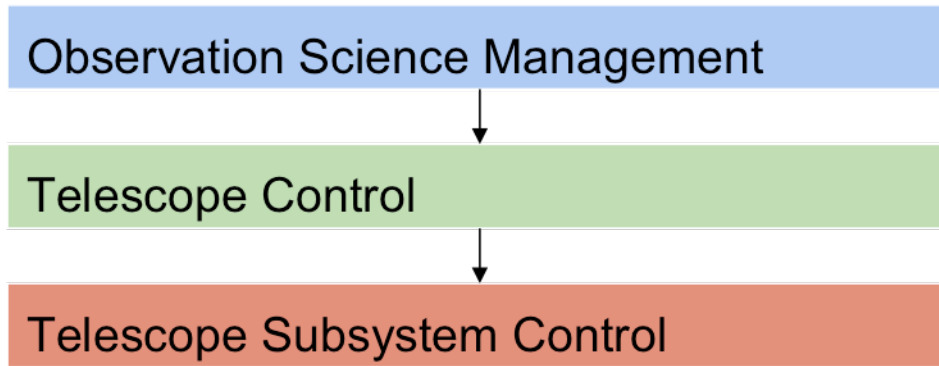 Observation Science Management
Telescope Control
Telescope Subsystem Control